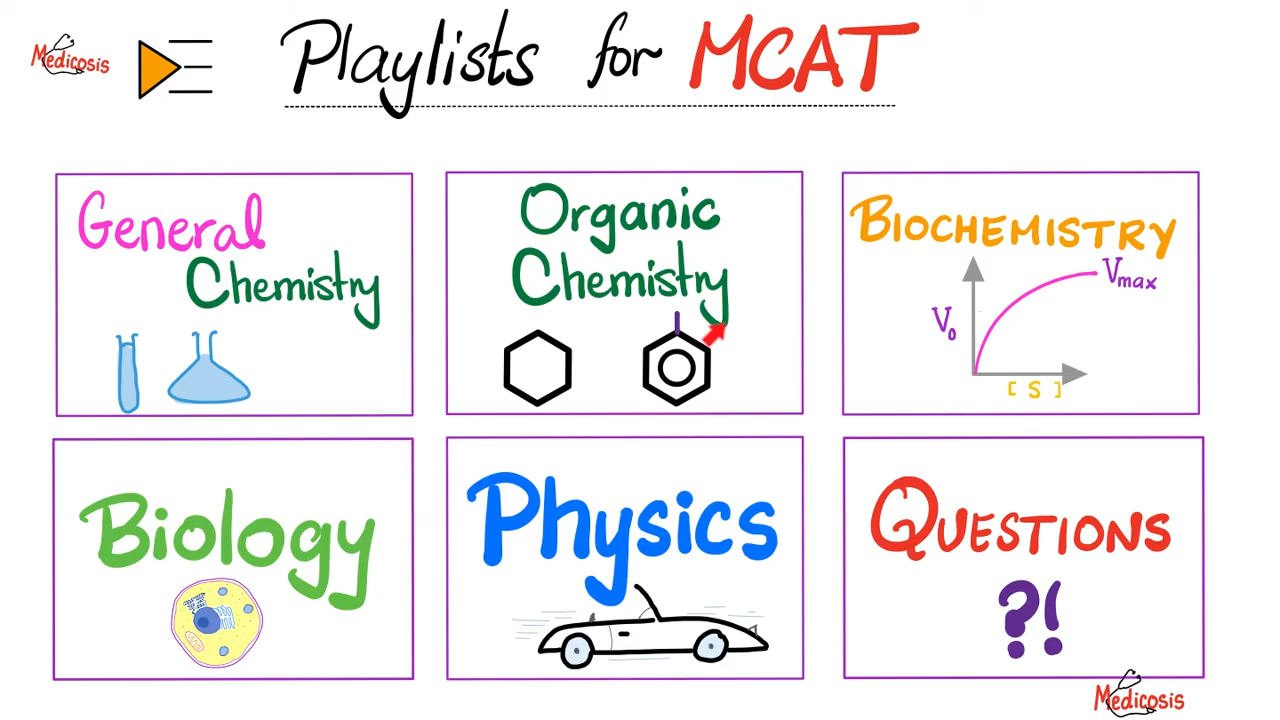 Medicosis
Playlists for MCAT
General
Chemistry
Organic
Chemistry
BIOCHEMISTRY
Vmax
V0
[ S ]
Biology
Physics
QUESTIONS
?!
Medicosis